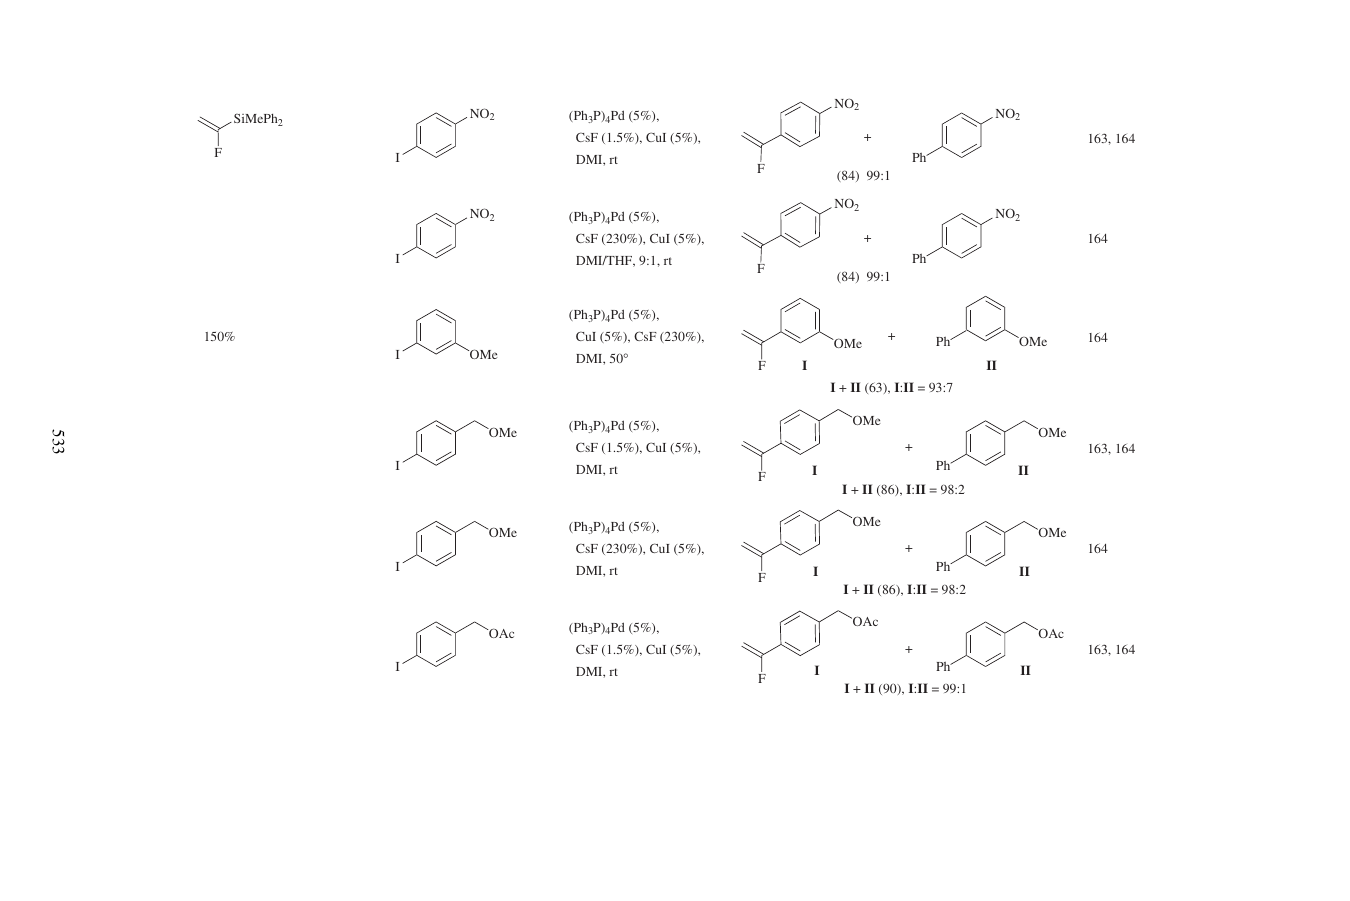 SiMePh2
F
I
NO2
(Ph3P)4Pd (5%),
CsF (1.5%), CuI (5%),
DMI, rt
F
NO2
+
Ph
NO2
(84) 99:1
163, 164
I
NO2
(Ph3P)4Pd (5%),
CsF (230%), CuI (5%),
DMI/THF, 9:1, rt
F
NO2
+
Ph
NO2
(84) 99:1
164
150%
I
OMe
(Ph3P)4Pd (5%),
CuI (5%), CsF (230%),
DMI, 50°
F
OMe
I
+
Ph
OMe
II
I + II (63), I:II = 93:7
164
533
I
OMe
(Ph3P)4Pd (5%),
CsF (1.5%), CuI (5%),
DMI, rt
F
OMe
I
+
Ph
OMe
II
I + II (86), I:II = 98:2
163, 164
I
OMe
(Ph3P)4Pd (5%),
CsF (230%), CuI (5%),
DMI, rt
F
OMe
I
+
Ph
OMe
II
I + II (86), I:II = 98:2
164
I
OAc
(Ph3P)4Pd (5%),
CsF (1.5%), CuI (5%),
DMI, rt
F
OAc
I
+
Ph
OAc
II
I + II (90), I:II = 99:1
163, 164